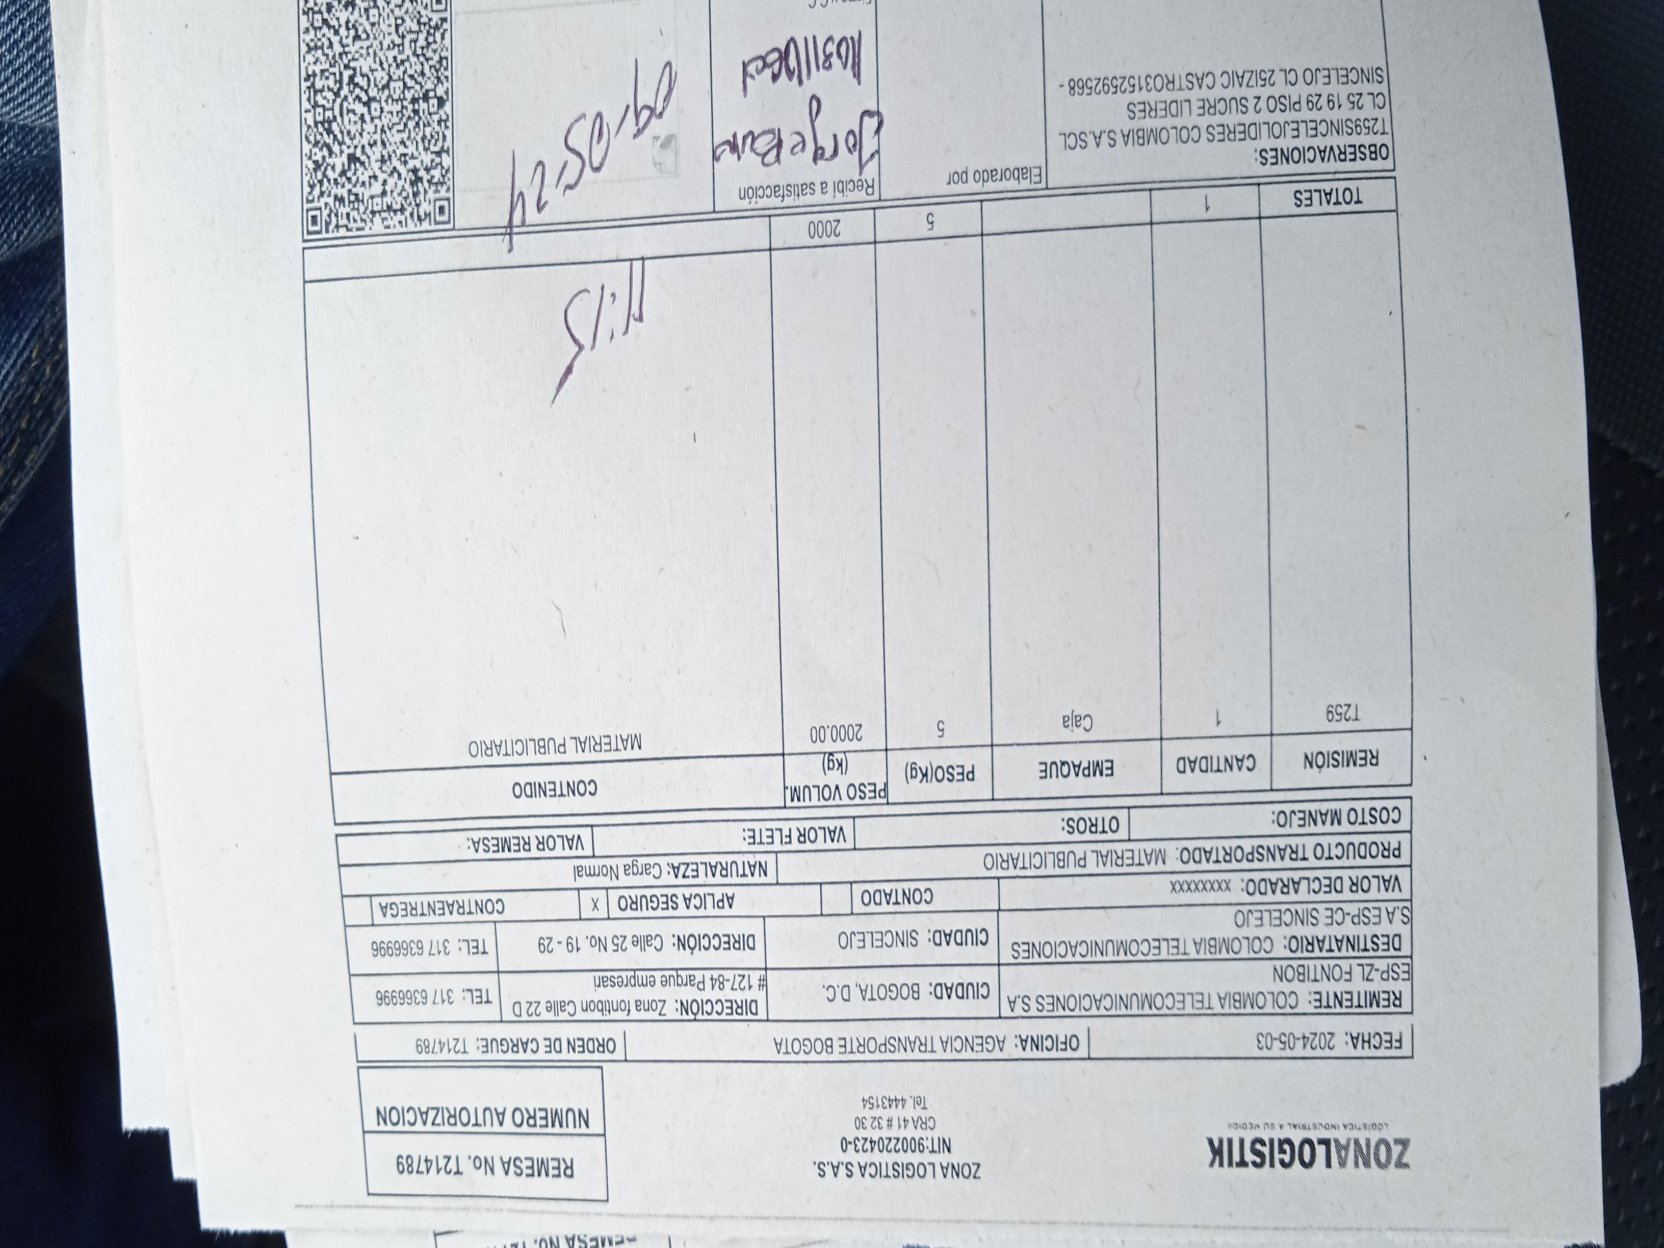 ZONALOGISTIK
LOGISTICA INDUSTRIAL A SU MEDIDA
ZONA LOGISTICA S.A.S.
NIT:900220423-0
CRA 41 # 32 30
Tel. 4443154
REMESA No. T214789
NUMERO AUTORIZACION
FECHA: 2024-05-03 OFICINA: AGENCIA TRANSPORTE BOGOTA ORDEN DE CARGUE: T214789
REMITENTE: COLOMBIA TELECOMUNICACIONES S.A
ESP-ZL FONTIBON
CIUDAD: BOGOTA, D.C.
DIRECCIÓN: Zona fontibon Calle 22 D
# 127-84 Parque empresari
TEL: 317 6366996
DESTINATARIO: COLOMBIA TELECOMUNICACIONES
S.A ESP-CE SINCELEJO
CIUDAD: SINCELEJO
DIRECCIÓN: Calle 25 No. 19 - 29
TEL: 317 6366996
VALOR DECLARADO: xxxxxxxx CONTADO APLICA SEGURO X CONTRAENTREGA
PRODUCTO TRANSPORTADO: MATERIAL PUBLICITARIO NATURALEZA: Carga Normal
COSTO MANEJO: OTROS: VALOR FLETE: VALOR REMESA:
REMISIÓN CANTIDAD EMPAQUE PESO(Kg) PESO VOLUM. (kg) CONTENIDO
T259 1 Caja 5 2000.00 MATERIAL PUBLICITARIO
11:15
TOTALES 1 5 2000
OBSERVACIONES:
T259SINCELEJOLIDERES COLOMBIA S.A.SCL
CL 25 19 29 PISO 2 SUCRE LIDERES
SINCELEJO CL 25IZAIC CASTRO3152592568 -
Elaborado por
Recibí a satisfacción
Jorge
09-05-24